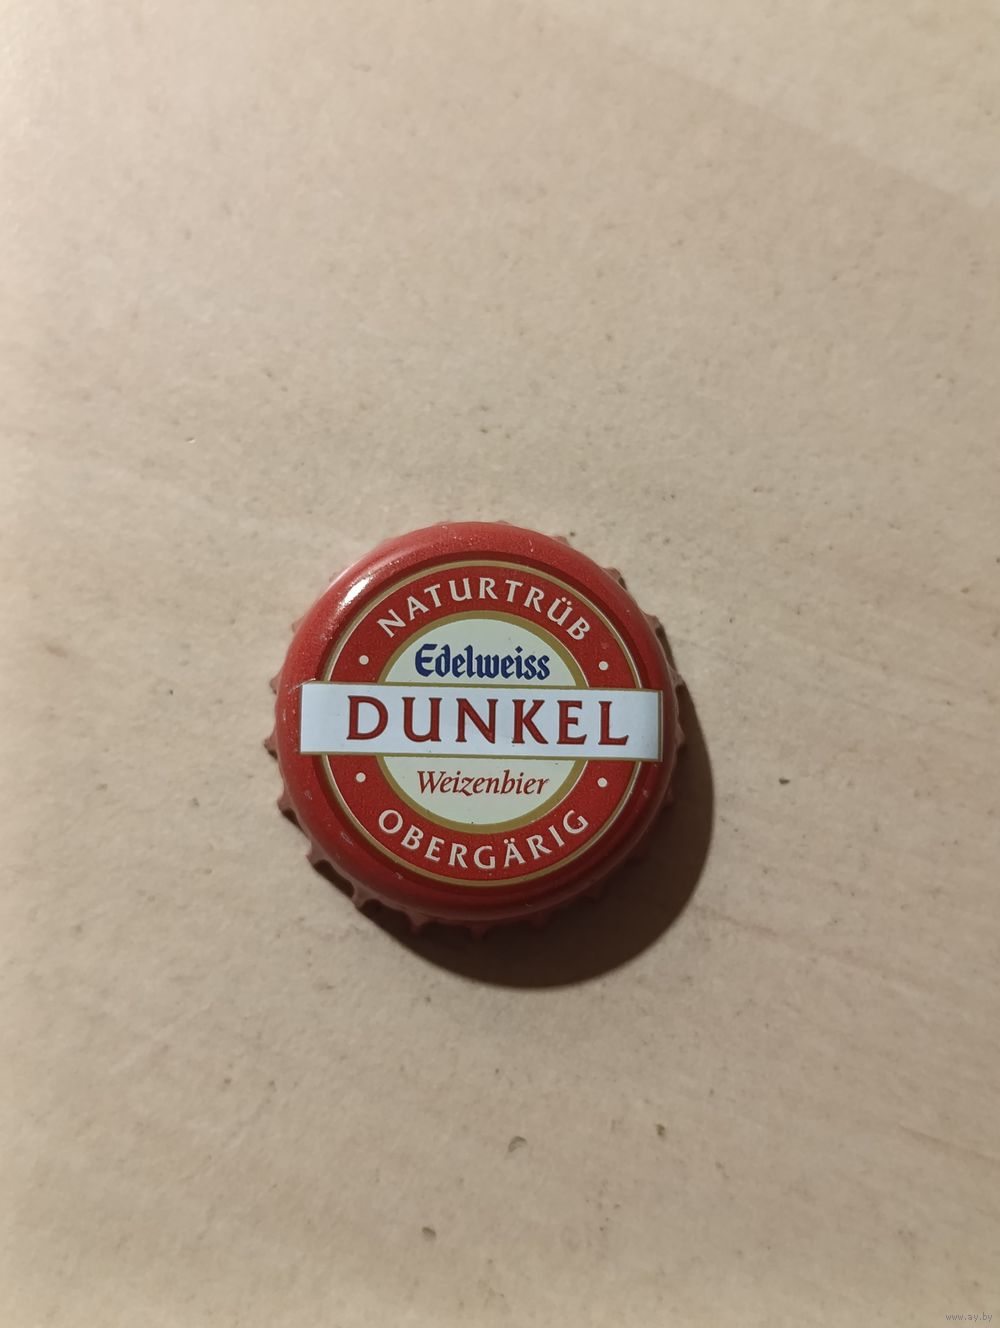 NATURTRÜB
Edelweiss
DUNKEL
Weizenbier
OBERGÄRIG
www.ay.by